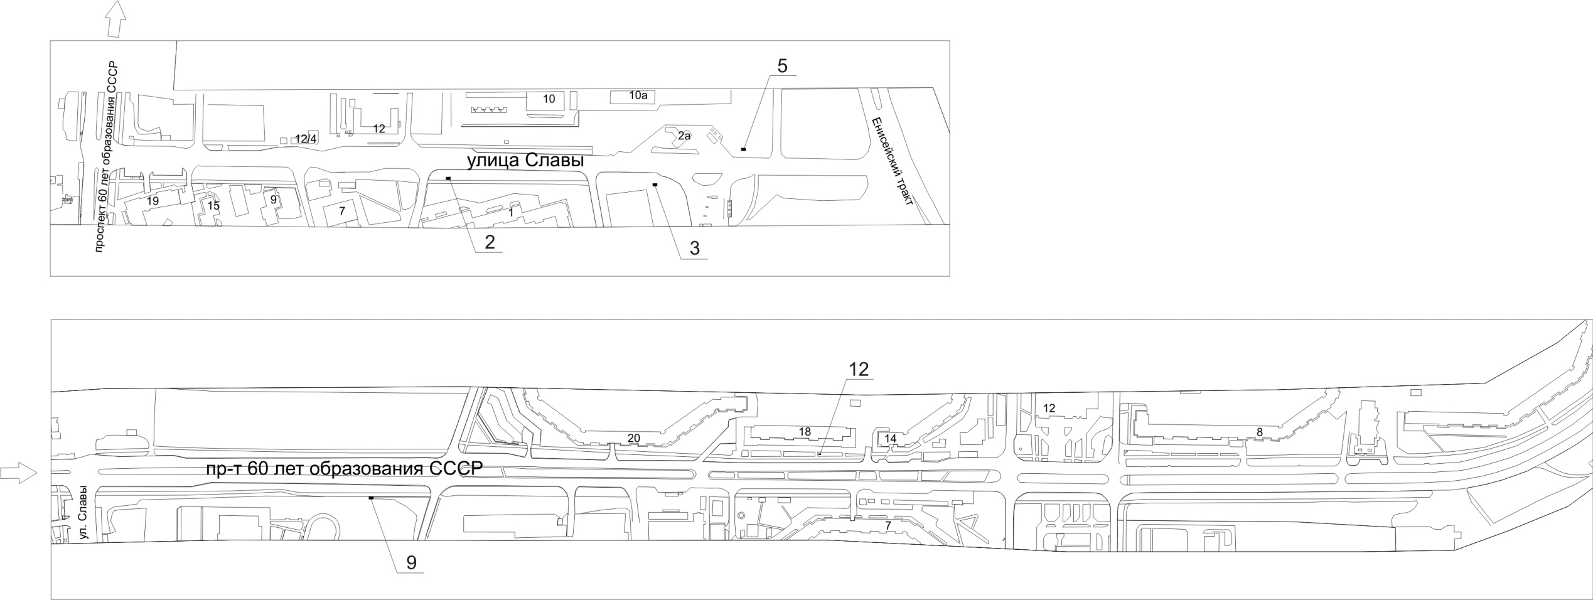 5
10
10а
12/4
12
2а
улица Славы
Енисейский тракт
проспект 60 лет образования СССР
19
15
9
7
1
2
3
12
12
20
18
14
8
пр-т 60 лет образования СССР
ул. Славы
7
9